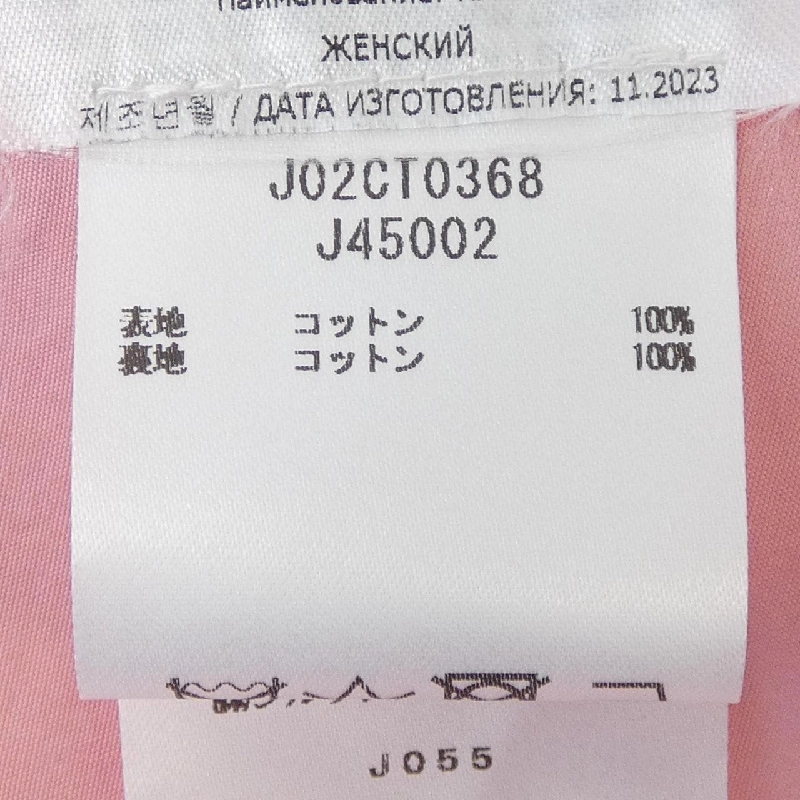 ЖЕНСКИЙ
제조년월 / ДАТА ИЗГОТОВЛЕНИЯ: 11.2023
J02CT0368
J45002
表地 コットン 100%
裏地 コットン 100%
J055